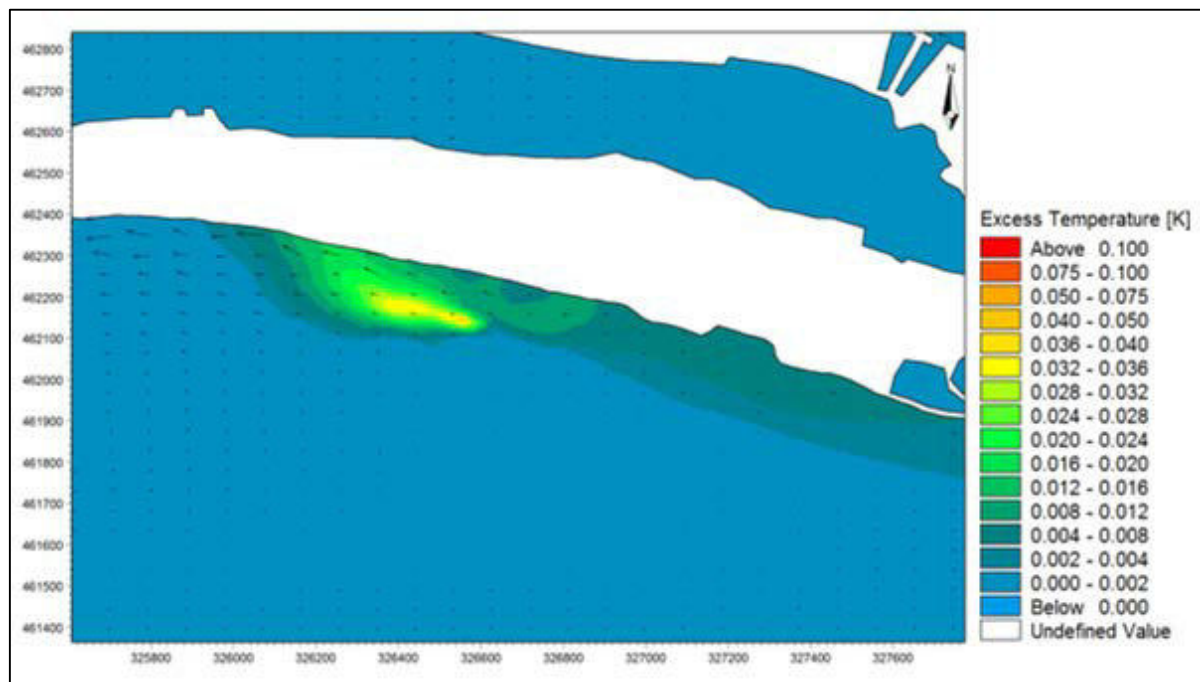 462800
462700
462600
462500
462400
462300
462200
462100
462000
461900
461800
461700
461600
461500
461400
325800 326000 326200 326400 326600 326800 327000 327200 327400 327600
N
Excess Temperature [K]
Above 0.100
0.075 - 0.100
0.050 - 0.075
0.040 - 0.050
0.036 - 0.040
0.032 - 0.036
0.028 - 0.032
0.024 - 0.028
0.020 - 0.024
0.016 - 0.020
0.012 - 0.016
0.008 - 0.012
0.004 - 0.008
0.002 - 0.004
0.000 - 0.002
Below 0.000
Undefined Value